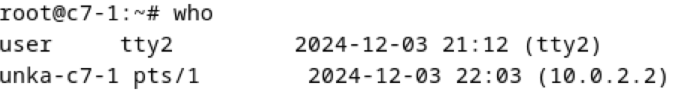 root@c7-1:~# who
user     tty2         2024-12-03 21:12 (tty2)
unka-c7-1 pts/1        2024-12-03 22:03 (10.0.2.2)